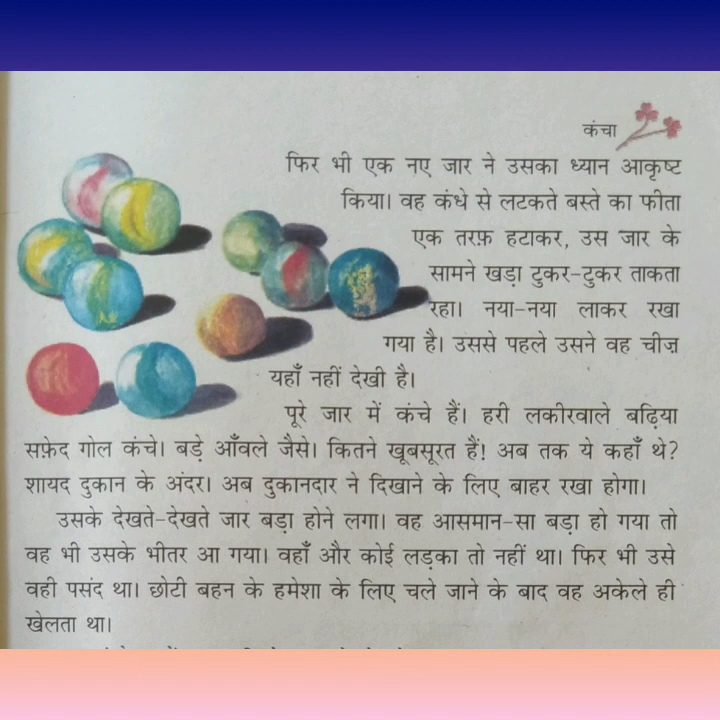 कंचा
फिर भी एक नए जार ने उसका ध्यान आकृष्ट
किया। वह कंधे से लटकते बस्ते का फीता
एक तरफ़ हटाकर, उस जार के
सामने खड़ा टुकर-टुकर ताकता
रहा। नया-नया लाकर रखा
गया है। उससे पहले उसने वह चीज़
यहाँ नहीं देखी है।
पूरे जार में कंचे हैं। हरी लकीरवाले बढ़िया
सफ़ेद गोल कंचे। बड़े आँवले जैसे। कितने खूबसूरत हैं! अब तक ये कहाँ थे?
शायद दुकान के अंदर। अब दुकानदार ने दिखाने के लिए बाहर रखा होगा।
उसके देखते-देखते जार बड़ा होने लगा। वह आसमान-सा बड़ा हो गया तो
वह भी उसके भीतर आ गया। वहाँ और कोई लड़का तो नहीं था। फिर भी उसे
वही पसंद था। छोटी बहन के हमेशा के लिए चले जाने के बाद वह अकेले ही
खेलता था।